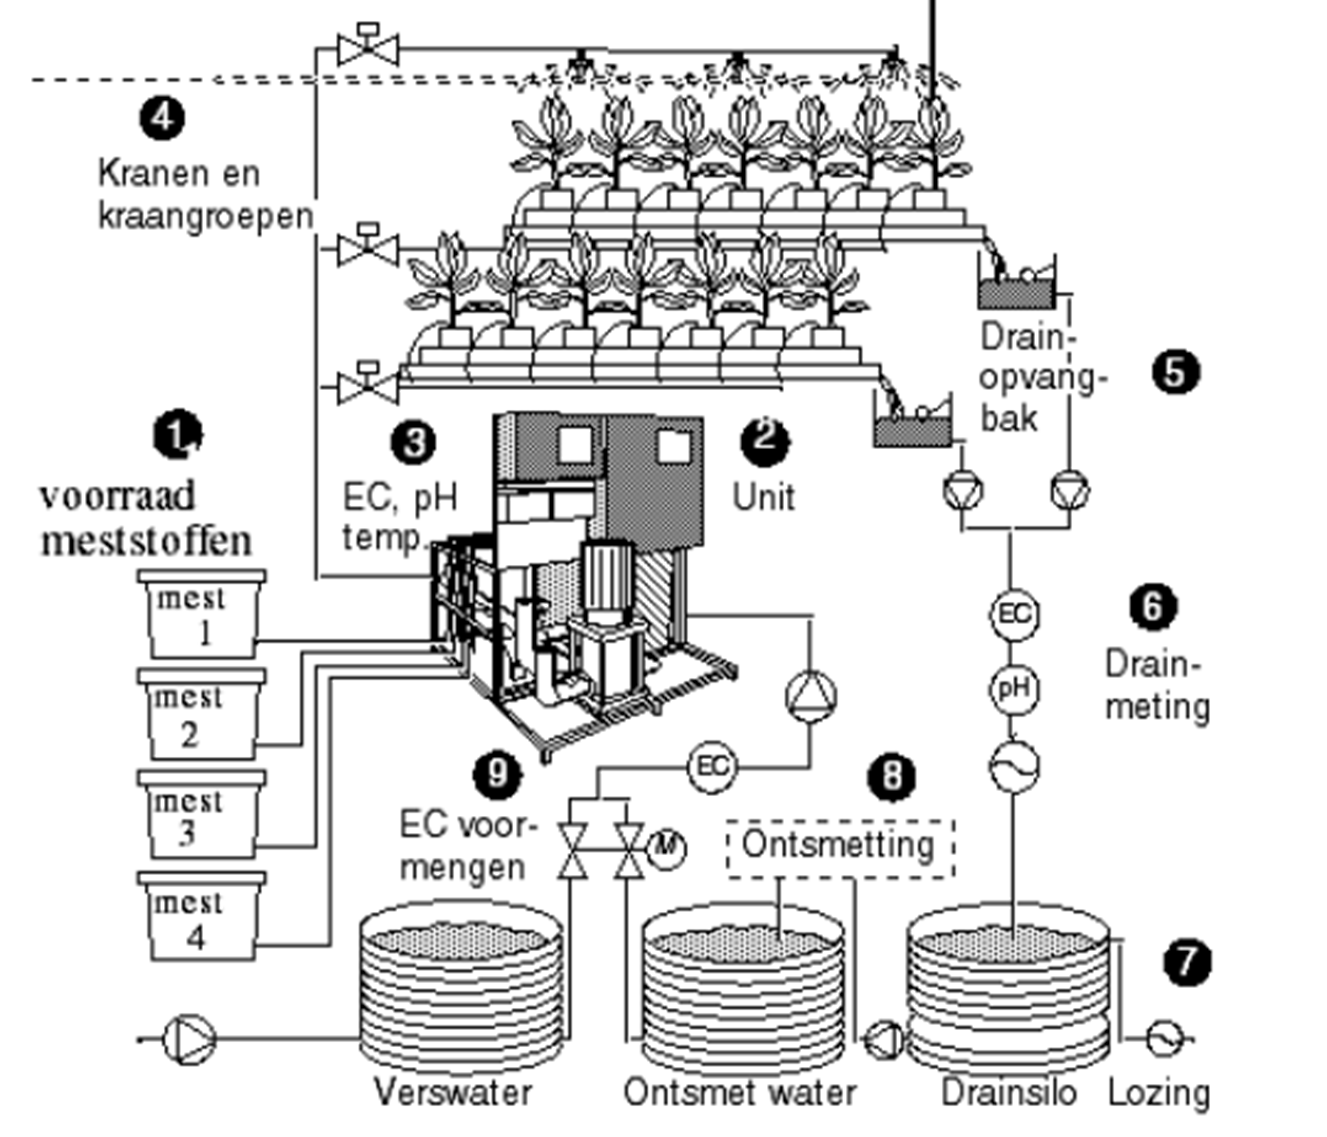 4
Kranen en
kraangroepen
Drain-
opvang-
bak
5
1
voorraad
meststoffen
3
EC, pH
temp.
2
Unit
mest
1
mest
2
mest
3
mest
4
EC
pH
6
Drain-
meting
9
EC voor-
mengen
EC
M
8
Ontsmetting
7
Verswater
Ontsmet water
Drainsilo
Lozing